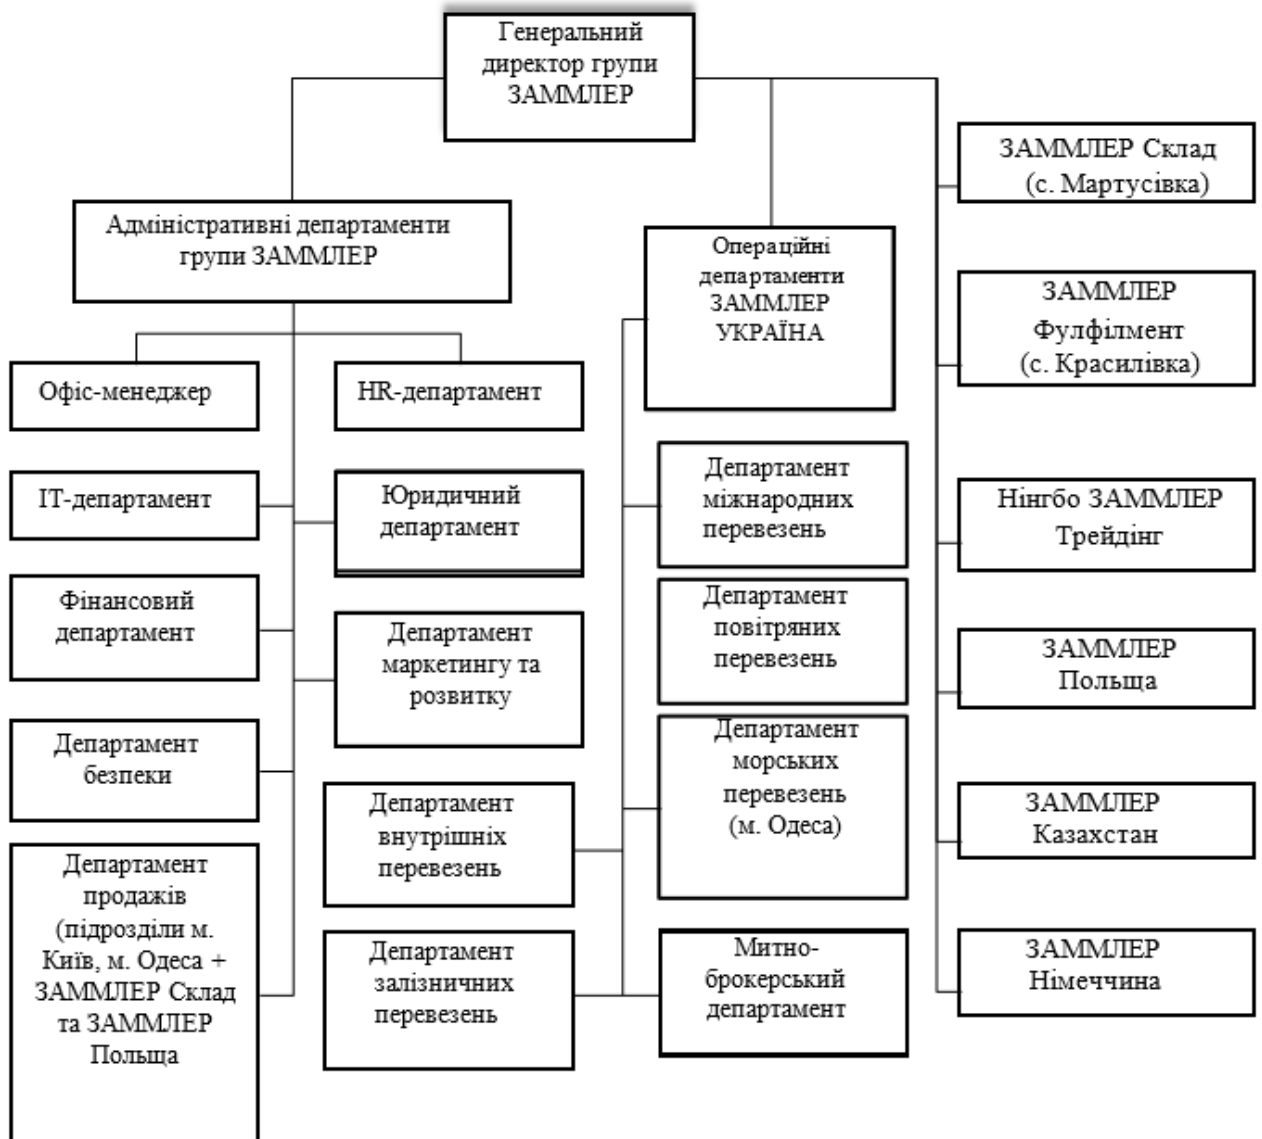 Генеральний
директор групи
ЗАММЛЕР
Адміністративні департаменти
групи ЗАММЛЕР
Операційні
департаменти
ЗАММЛЕР
УКРАЇНА
ЗАММЛЕР Склад
(с. Мартусівка)
ЗАММЛЕР
Фулфілмент
(с. Красилівка)
Нінгбо ЗАММЛЕР
Трейдінг
ЗАММЛЕР
Польща
ЗАММЛЕР
Казахстан
ЗАММЛЕР
Німеччина
Офіс-менеджер
HR-департамент
ІТ-департамент
Юридичний
департамент
Фінансовий
департамент
Департамент
маркетингу та
розвитку
Департамент
безпеки
Департамент
продажів
(підрозділи м.
Київ, м. Одеса +
ЗАММЛЕР Склад
та ЗАММЛЕР
Польща
Департамент
міжнародних
перевезень
Департамент
повітряних
перевезень
Департамент
морських
перевезень
(м. Одеса)
Департамент
внутрішніх
перевезень
Департамент
залізничних
перевезень
Митно-
брокерський
департамент